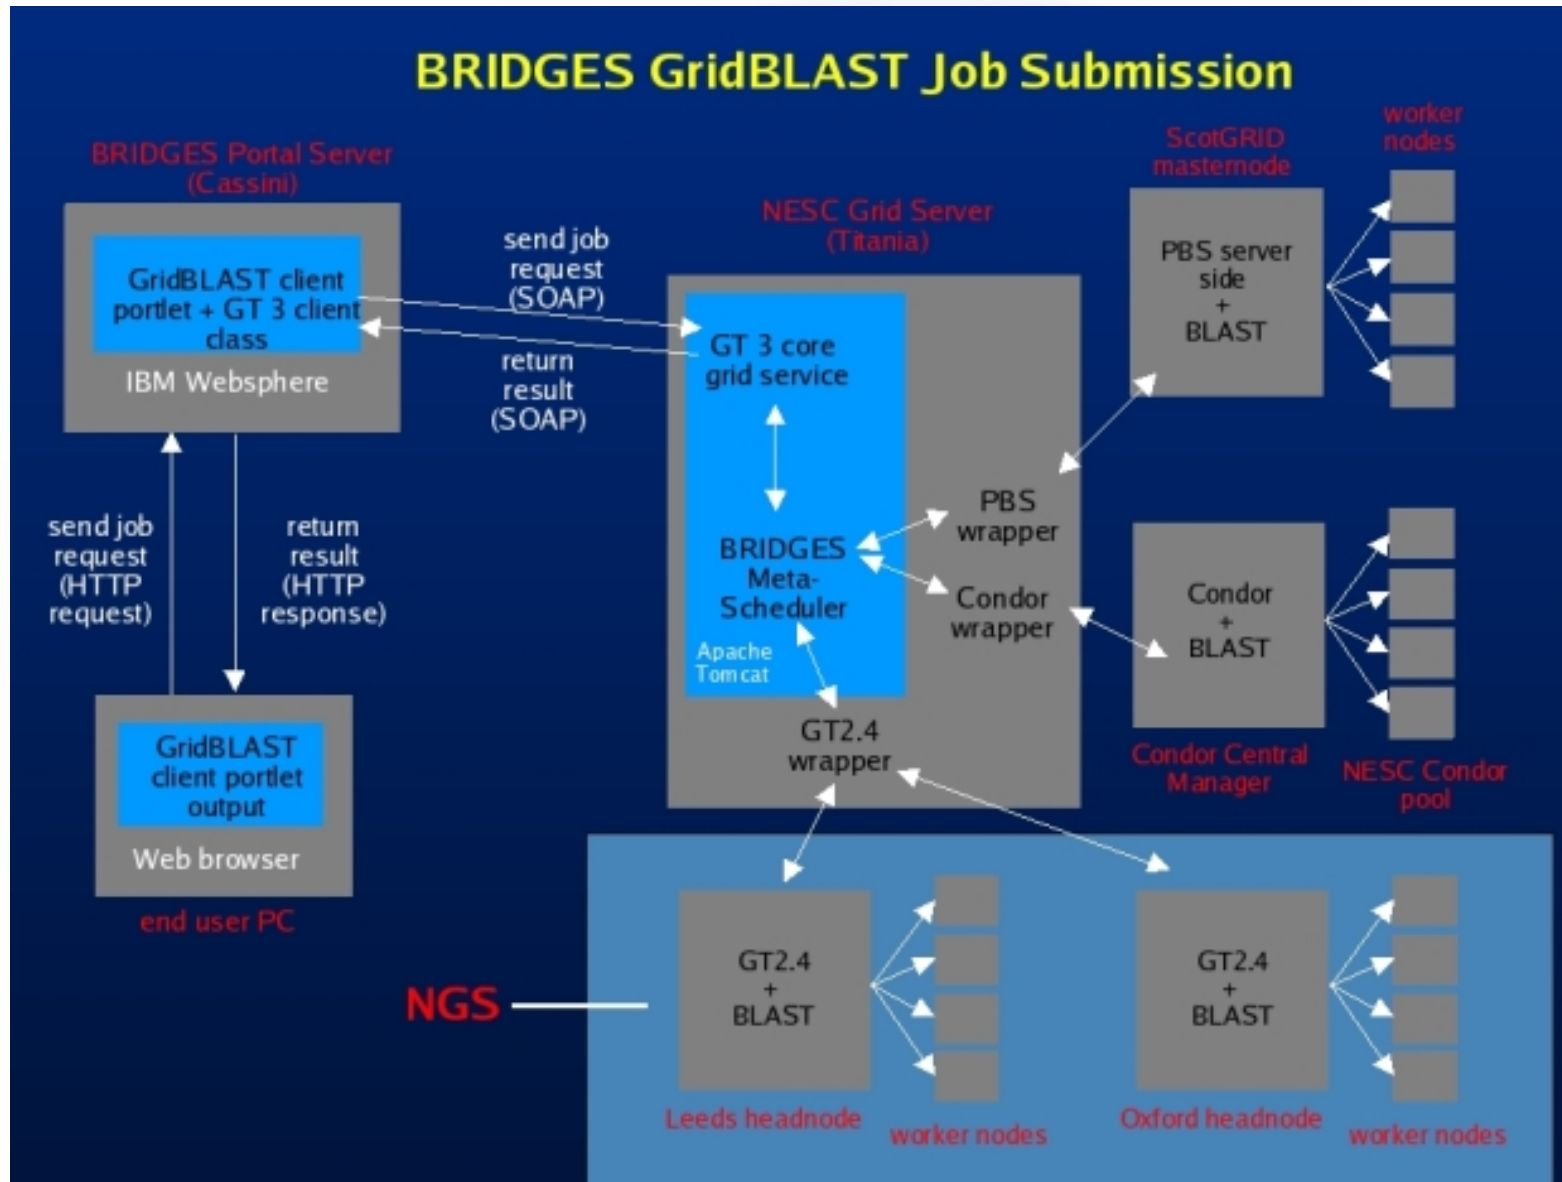 BRIDGES GridBLAST Job Submission
BRIDGES Portal Server
(Cassini)
GridBLAST client
portlet + GT 3 client
class
IBM Websphere
send job
request
(SOAP)
return
result
(SOAP)
send job
request
(HTTP
request)
return
result
(HTTP
response)
GridBLAST
client portlet
output
Web browser
end user PC
NESC Grid Server
(Titania)
GT 3 core
grid service
BRIDGES
Meta-
Scheduler
Apache
Tomcat
PBS
wrapper
Condor
wrapper
GT2.4
wrapper
ScotGRID
masternode
PBS server
side
+
BLAST
worker
nodes
Condor
+
BLAST
Condor Central
Manager
NESC Condor
pool
NGS
GT2.4
+
BLAST
Leeds headnode
worker nodes
GT2.4
+
BLAST
Oxford headnode
worker nodes